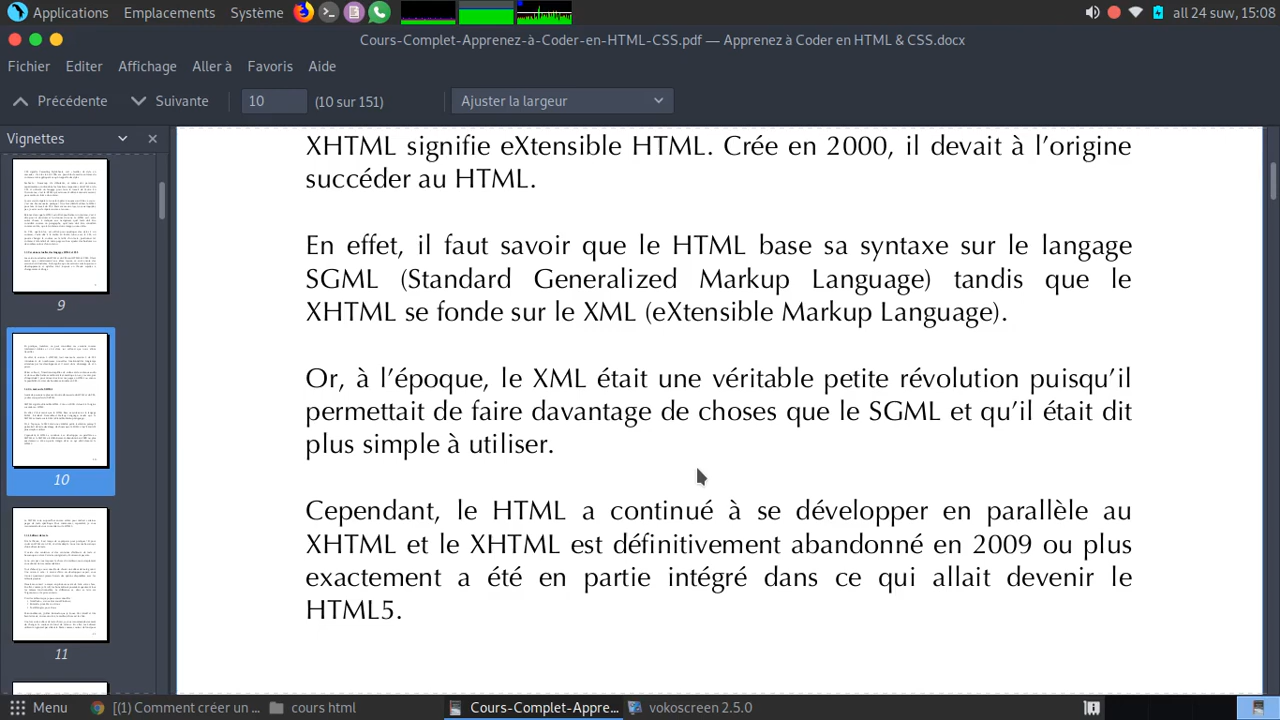 Applications Emplacements Système all 24 suw, 15:08
Cours-Complet-Apprenez-à-Coder-en-HTML-CSS.pdf — Apprenez à Coder en HTML & CSS.docx
Fichier Editer Affichage Aller à Favoris Aide
Précédente Suivante 10 (10 sur 151) Ajuster la largeur
Vignettes
9
10
11
XHTML signifie eXtensible HTML. Crée en 2000, il devait à l’origine
succéder au HTML.
En effet, il faut savoir que le HTML base sa syntaxe sur le langage
SGML (Standard Generalized Markup Language) tandis que le
XHTML se fonde sur le XML (eXtensible Markup Language).
Or, à l’époque, le XML était une véritable petite révolution puisqu’il
permettait de faire davantage de choses que le SGML et qu’il était dit
plus simple à utiliser.
Cependant, le HTML a continué à se développer en parallèle au
XHTML et le XHTML est définitivement abandonné en 2009 ou plus
exactement a été en partie intégré dans ce qui allait devenir le
HTML5.
Menu [(1) Comment créer un ... cours html Cours-Complet-Appre... vokoscreen 2.5.0